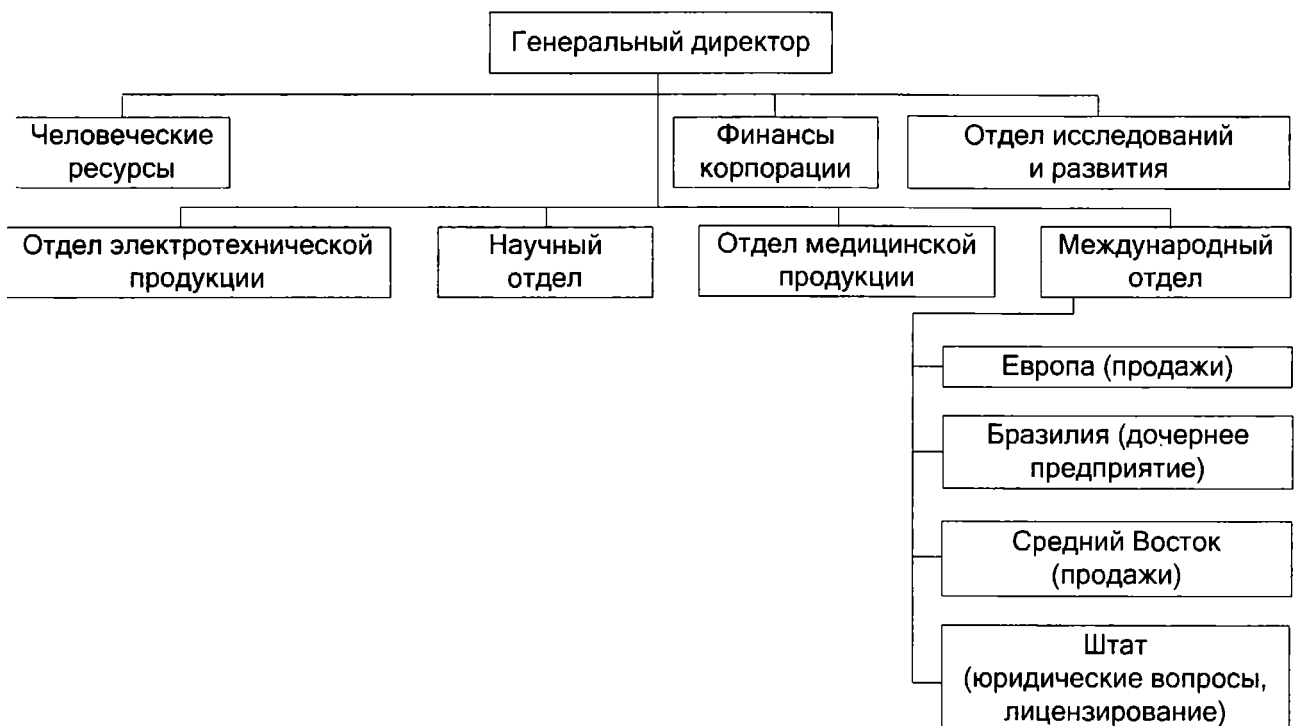 Генеральный директор
Человеческие
ресурсы
Финансы
корпорации
Отдел исследований
и развития
Отдел электротехнической
продукции
Научный
отдел
Отдел медицинской
продукции
Международный
отдел
Европа (продажи)
Бразилия (дочернее
предприятие)
Средний Восток
(продажи)
Штат
(юридические вопросы,
лицензирование)